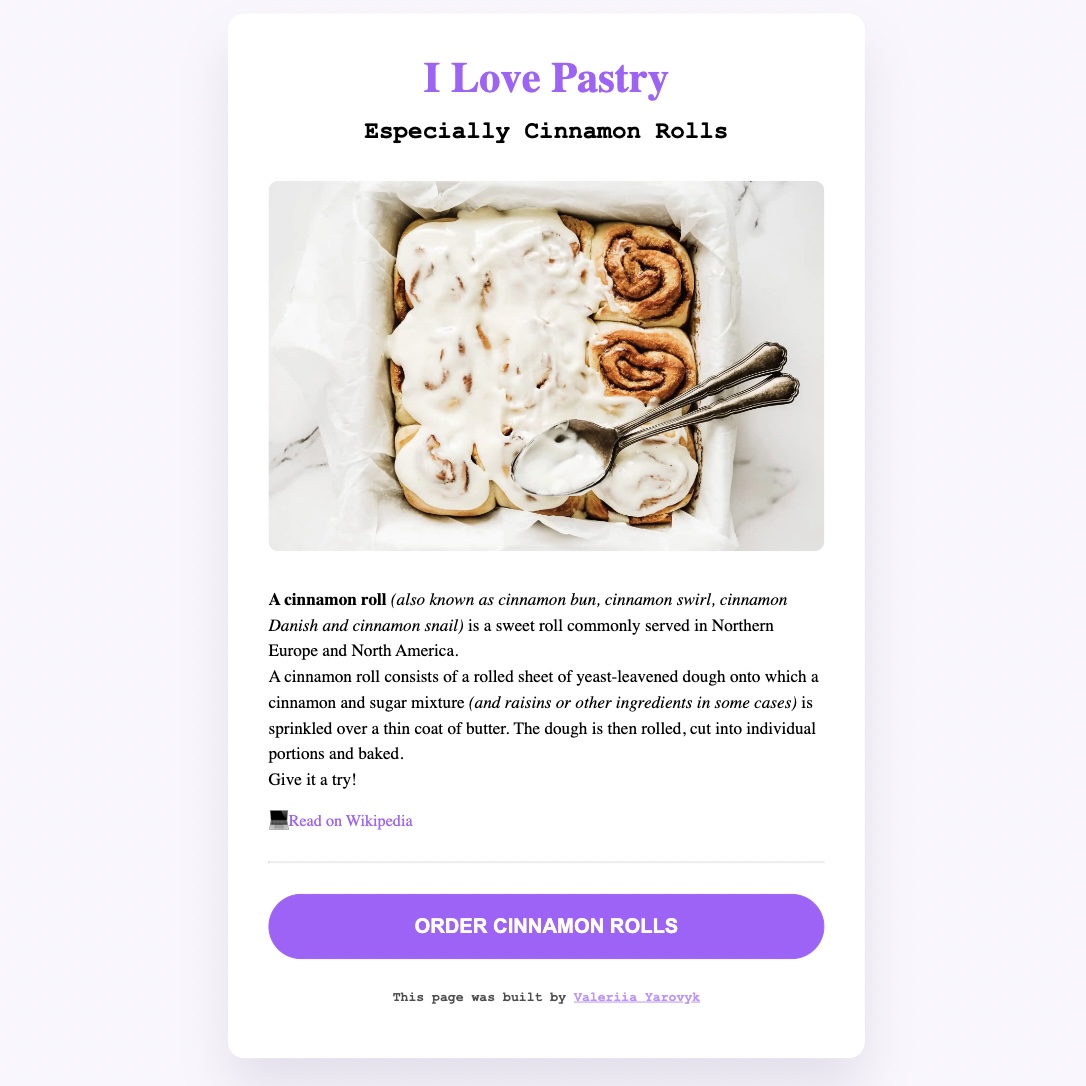 I Love Pastry
Especially Cinnamon Rolls
A cinnamon roll (also known as cinnamon bun, cinnamon swirl, cinnamon
Danish and cinnamon snail) is a sweet roll commonly served in Northern
Europe and North America.
A cinnamon roll consists of a rolled sheet of yeast-leavened dough onto which a
cinnamon and sugar mixture (and raisins or other ingredients in some cases) is
sprinkled over a thin coat of butter. The dough is then rolled, cut into individual
portions and baked.
Give it a try!
💻Read on Wikipedia
ORDER CINNAMON ROLLS
This page was built by Valeriia Yarovyk